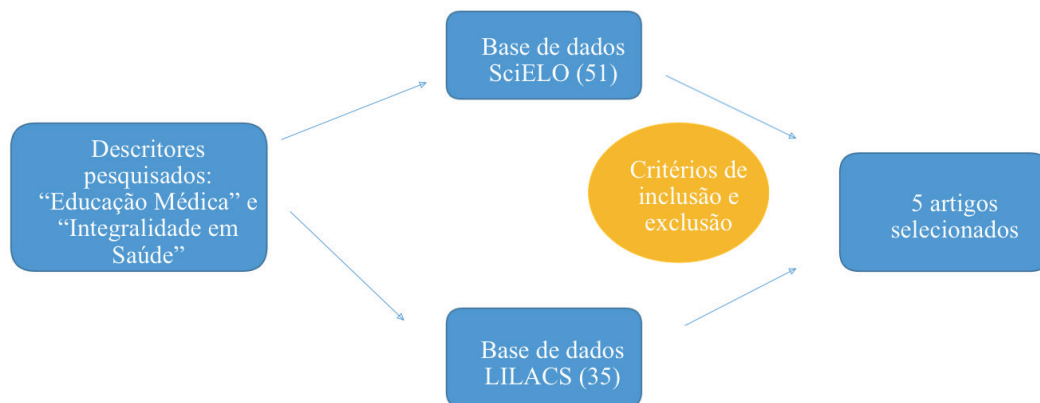 Descritores
pesquisados:
“Educação Médica” e
“Integralidade em
Saúde”
Base de dados
SciELO (51)
Base de dados
LILACS (35)
Critérios de
inclusão e
exclusão
5 artigos
selecionados